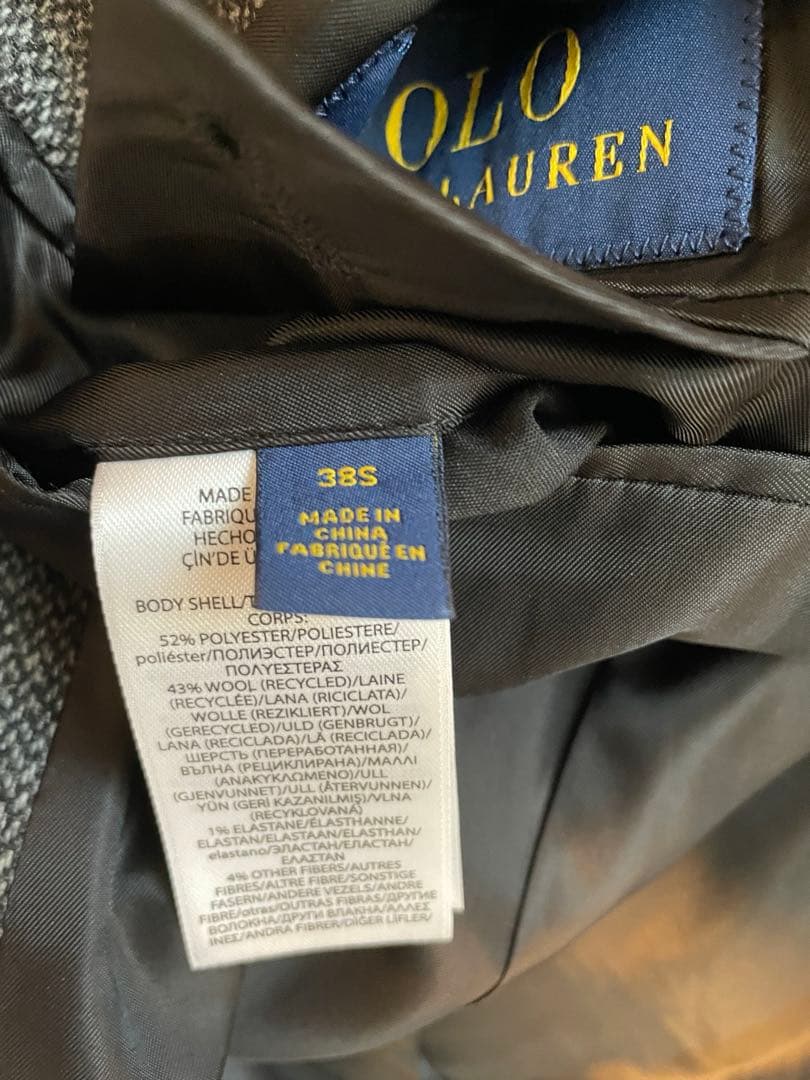 OLO
LAUREN
38S
MADE IN
CHINA
FABRIQUÉ EN
CHINE
MADE
FABRIQU
HECHO
ÇİN'DE Ü
BODY SHELL/T
CORPS:
52% POLYESTER/POLIESTERE/
poliéster/ПОЛИЭСТЕР/ПОЛИЕСТЕР/
ΠΟΛΥΕΣΤΕΡΑΣ
43% WOOL (RECYCLED)/LAINE
(RECYCLÉE)/LANA (RICICLATA)/
WOLLE (REZIKLIERT)/WOL
(GERECYCLED)/ULD (GENBRUGT)/
LANA (RECICLADA)/LÃ (RECICLADA)/
ШЕРСТЬ (ПЕРЕРАБОТАННАЯ)/
ВЪЛНА (РЕЦИКЛИРАНА)/ΜΑΛΛΙ
(ΑΝΑΚΥΚΛΩΜΕΝΟ)/ULL
(GJENVUNNET)/ULL (ÅTERVUNNEN)/
YÜN (GERİ KAZANILMIŞ)/VLNA
(RECYKLOVANÁ)
1% ELASTANE/ÉLASTHANNE/
ELASTAN/ELASTAAN/ELASTHAN/
elastano/ЭЛАСТАН/ЕЛАСТАН/
ΕΛΑΣΤΑΝ
4% OTHER FIBERS/AUTRES
FIBRES/ALTRE FIBRE/SONSTIGE
FASERN/ANDERE VEZELS/ANDRE
FIBRE/otras/OUTRAS FIBRAS/ДРУГИЕ
ВОЛОКНА/ДРУГИ ВЛАКНА/ΑΛΛΕΣ
ΙΝΕΣ/ANDRA FIBRER/DİĞER LİFLER/